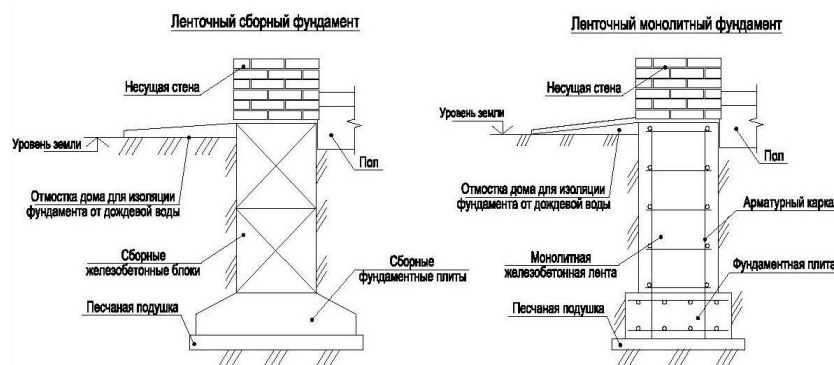 Ленточный сборный фундамент
Несущая стена
Уровень земли
Пол
Отмостка дома для изоляции
фундамента от дождевой воды
Сборные
железобетонные блоки
Сборные
фундаментные плиты
Песчаная подушка
Ленточный монолитный фундамент
Несущая стена
Уровень земли
Пол
Отмостка дома для изоляции
фундамента от дождевой воды
Арматурный карка
Монолитная
железобетонная лента
Фундаментная плита
Песчаная подушка